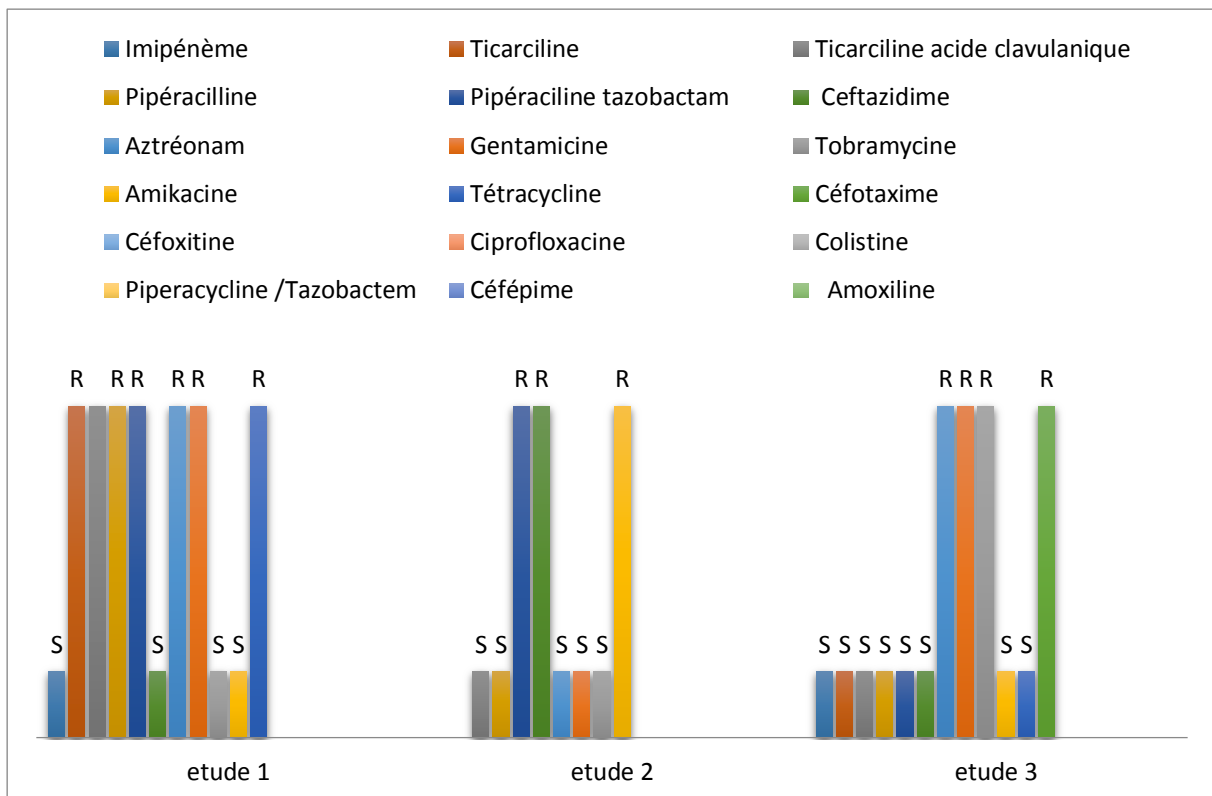 Imipénème Ticarciline Ticarciline acide clavulanique
Pipéracilline Pipéraciline tazobactam Ceftazidime
Aztréonam Gentamicine Tobramycine
Amikacine Tétracycline Céfotaxime
Céfoxitine Ciprofloxacine Colistine
Piperacycline /Tazobactem Céfépime Amoxiline
R R R R R R R R R R R R R
S S S S S S S S S S S S S S S S S
etude 1 etude 2 etude 3